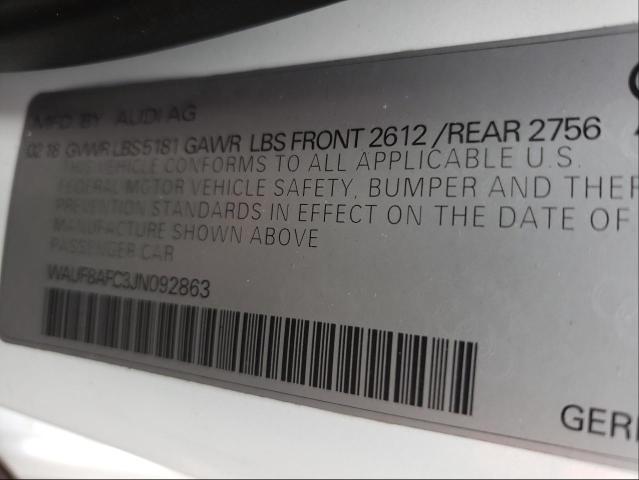 MFD. BY AUDI AG
02 18 GVWR LBS 5181 GAWR LBS FRONT 2612 /REAR 2756
THIS VEHICLE CONFORMS TO ALL APPLICABLE U.S.
FEDERAL MOTOR VEHICLE SAFETY, BUMPER AND THEF
PREVENTION STANDARDS IN EFFECT ON THE DATE OF
MANUFACTURE SHOWN ABOVE
PASSENGER CAR
WAUF8AFC3JN092863
GER